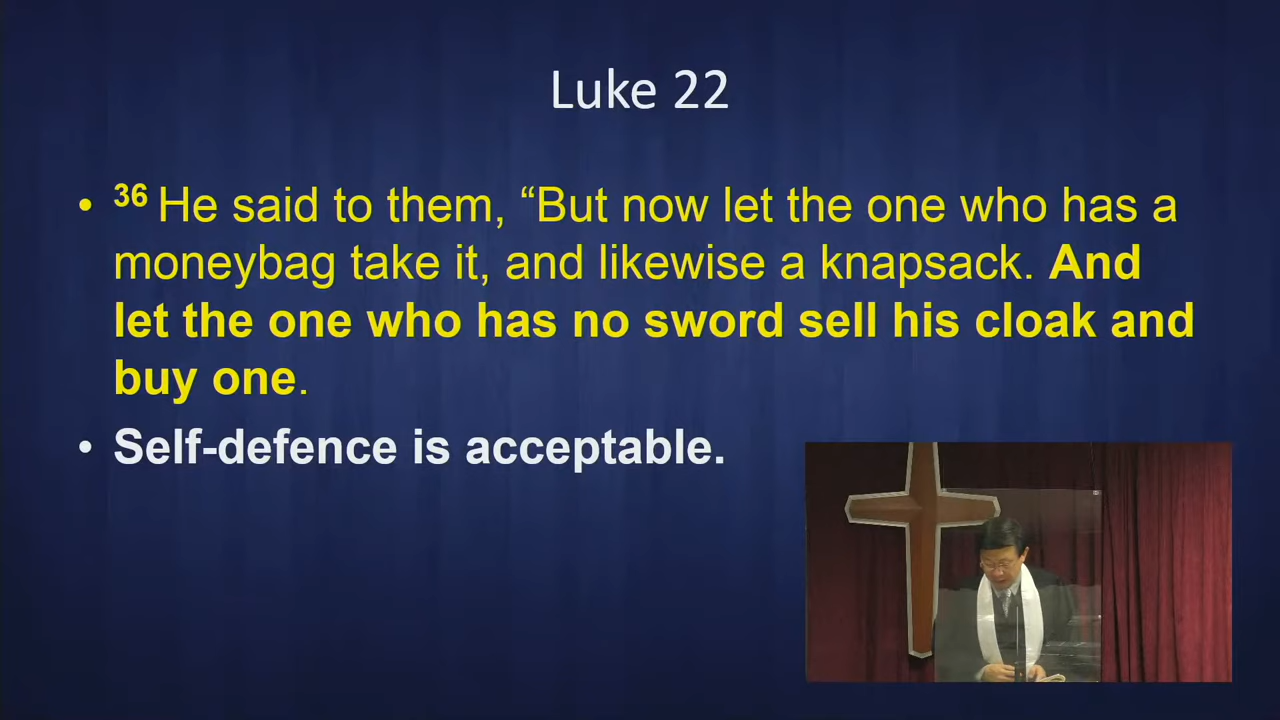 Luke 22
• 36 He said to them, “But now let the one who has a
moneybag take it, and likewise a knapsack. And
let the one who has no sword sell his cloak and
buy one.
• Self-defence is acceptable.